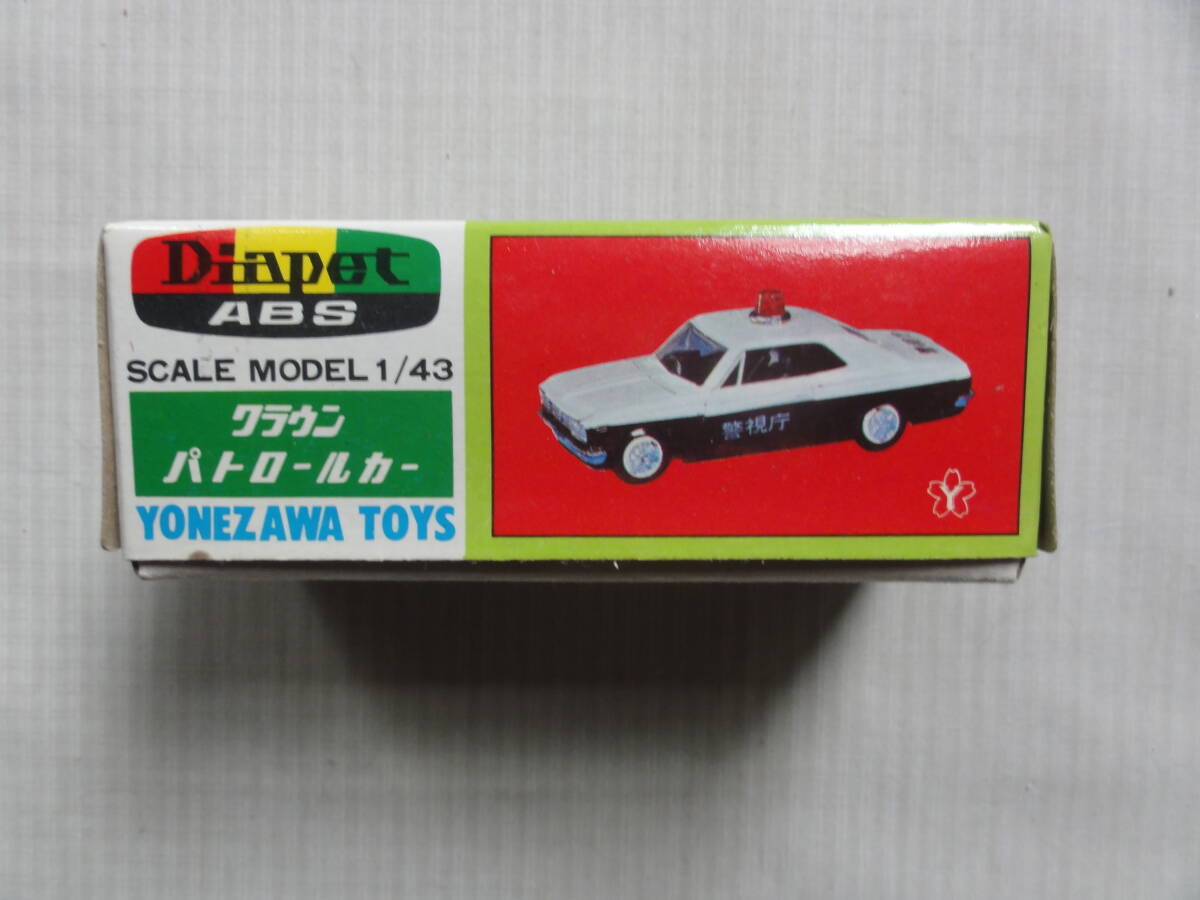 Diapet
ABS
SCALE MODEL 1/43
クラウン
パトロールカー
YONEZAWA TOYS
警視庁
Y